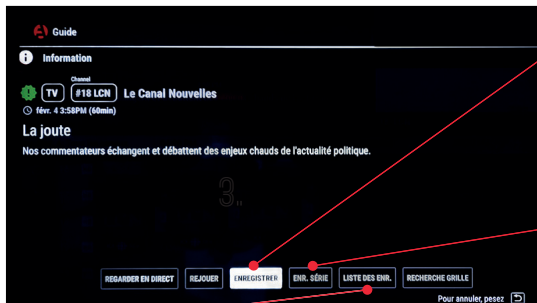 Guide
Information
Channel
TV #18 LCN Le Canal Nouvelles
févr. 4 3:58PM (60min)
La joute
Nos commentateurs échangent et débattent des enjeux chauds de l'actualité politique.
3..
REGARDER EN DIRECT REJOUER ENREGISTRER ENR. SÉRIE LISTE DES ENR. RECHERCHE GRILLE
Pour annuler, pesez